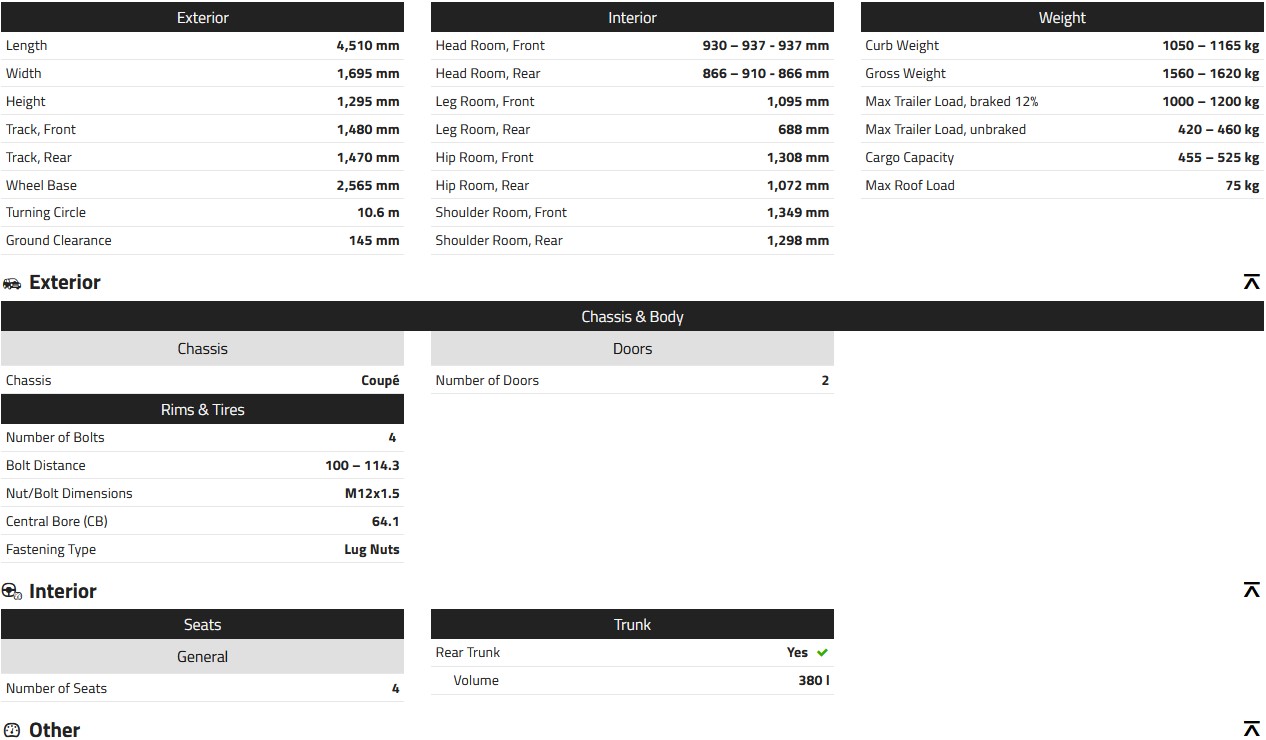 Exterior
Length 4,510 mm
Width 1,695 mm
Height 1,295 mm
Track, Front 1,480 mm
Track, Rear 1,470 mm
Wheel Base 2,565 mm
Turning Circle 10.6 m
Ground Clearance 145 mm
Interior
Head Room, Front 930 – 937 - 937 mm
Head Room, Rear 866 – 910 - 866 mm
Leg Room, Front 1,095 mm
Leg Room, Rear 688 mm
Hip Room, Front 1,308 mm
Hip Room, Rear 1,072 mm
Shoulder Room, Front 1,349 mm
Shoulder Room, Rear 1,298 mm
Weight
Curb Weight 1050 – 1165 kg
Gross Weight 1560 – 1620 kg
Max Trailer Load, braked 12% 1000 – 1200 kg
Max Trailer Load, unbraked 420 – 460 kg
Cargo Capacity 455 – 525 kg
Max Roof Load 75 kg
Exterior
Chassis & Body
Chassis
Chassis Coupé
Doors
Number of Doors 2
Rims & Tires
Number of Bolts 4
Bolt Distance 100 – 114.3
Nut/Bolt Dimensions M12x1.5
Central Bore (CB) 64.1
Fastening Type Lug Nuts
Interior
Seats
General
Number of Seats 4
Trunk
Rear Trunk Yes
Volume 380 l
Other